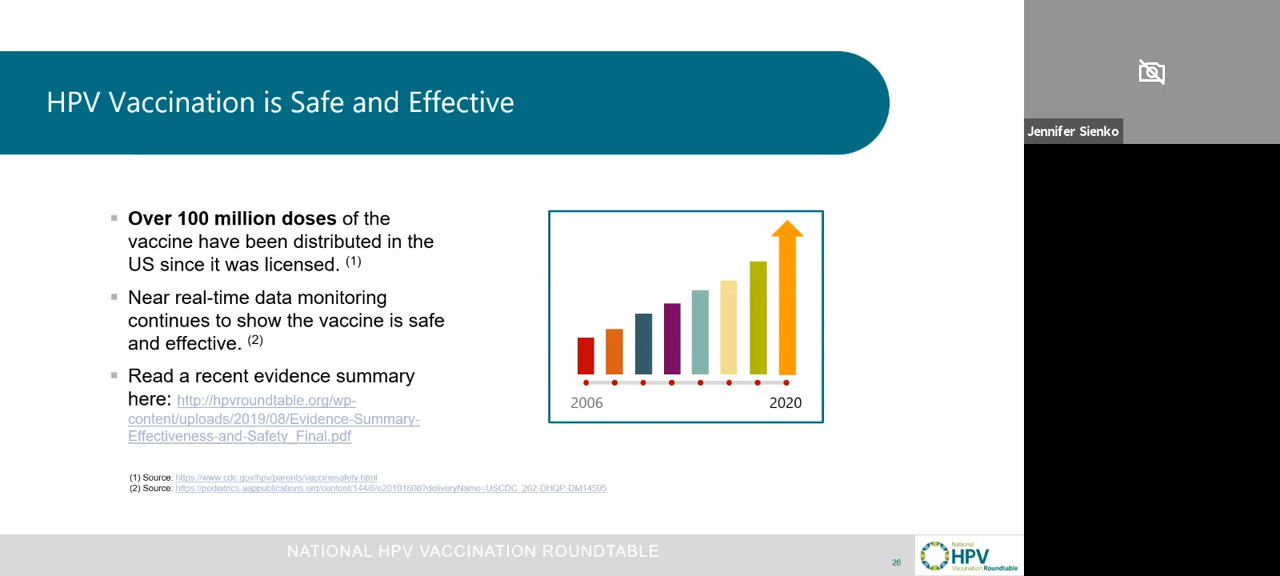 HPV Vaccination is Safe and Effective
Jennifer Sienko
Over 100 million doses of the
vaccine have been distributed in the
US since it was licensed. (1)
Near real-time data monitoring
continues to show the vaccine is safe
and effective. (2)
Read a recent evidence summary
here: http://hpvroundtable.org/wp-
content/uploads/2019/08/Evidence-Summary-
Effectiveness-and-Safety_Final.pdf
2006
2020
(1) Source: https://www.cdc.gov/hpv/parents/vaccinesafety.html
(2) Source: https://pediatrics.aappublications.org/content/144/6/e20191808?deliveryName=USCDC_262-DHQP-DM14595
NATIONAL HPV VACCINATION ROUNDTABLE
26
National
HPV
Vaccination Roundtable